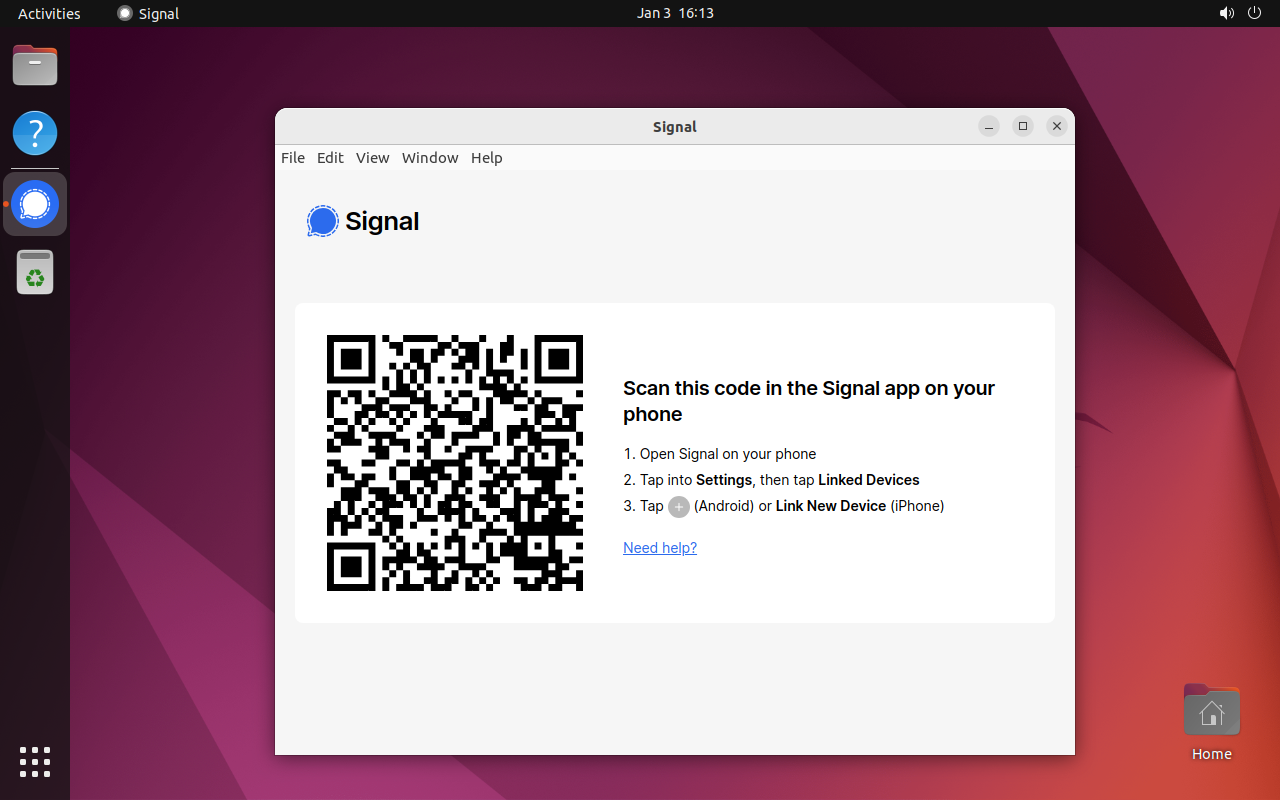 Activities
Signal
Jan 3 16:13
Signal
File Edit View Window Help
Signal
Scan this code in the Signal app on your
phone
1. Open Signal on your phone
2. Tap into Settings, then tap Linked Devices
3. Tap + (Android) or Link New Device (iPhone)
Need help?
Home